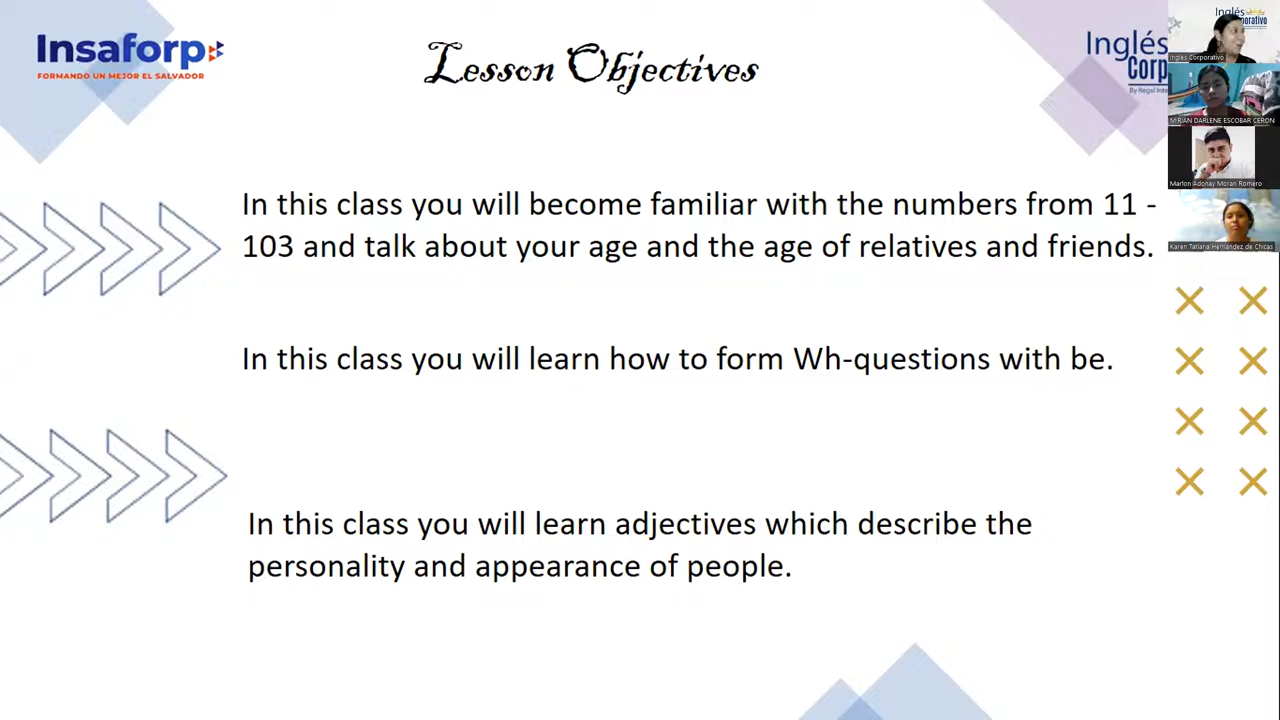 Insaforp
FORMANDO UN MEJOR EL SALVADOR
Lesson Objectives
Inglés
Corp
By Regal Inte
In this class you will become familiar with the numbers from 11 -
103 and talk about your age and the age of relatives and friends.
In this class you will learn how to form Wh-questions with be.
In this class you will learn adjectives which describe the
personality and appearance of people.
Inglés
porativo
Inglés Corporativo
MIRIAN DARLENE ESCOBAR CERON
Marlon Adonay Moran Romero
Karen Tatiana Hernandez de Chicas